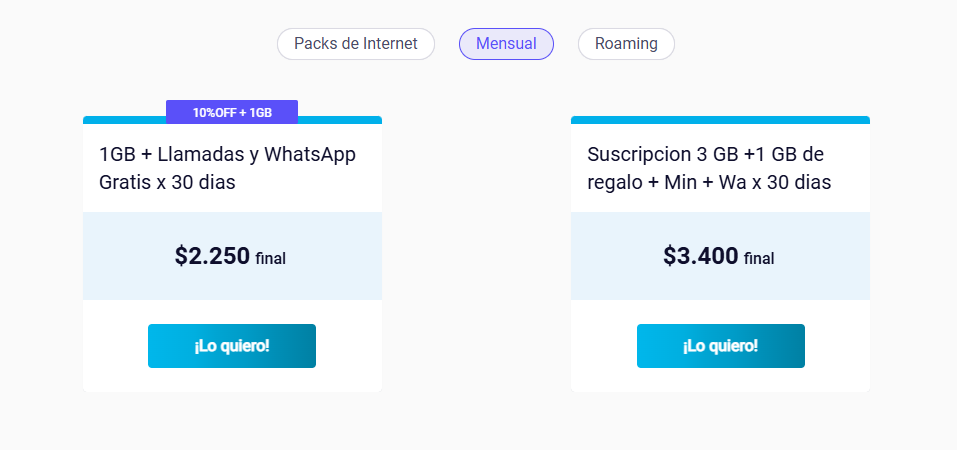 Packs de Internet
Mensual
Roaming
10%OFF + 1GB
1GB + Llamadas y WhatsApp
Gratis x 30 dias
$2.250 final
¡Lo quiero!
Suscripcion 3 GB +1 GB de
regalo + Min + Wa x 30 dias
$3.400 final
¡Lo quiero!